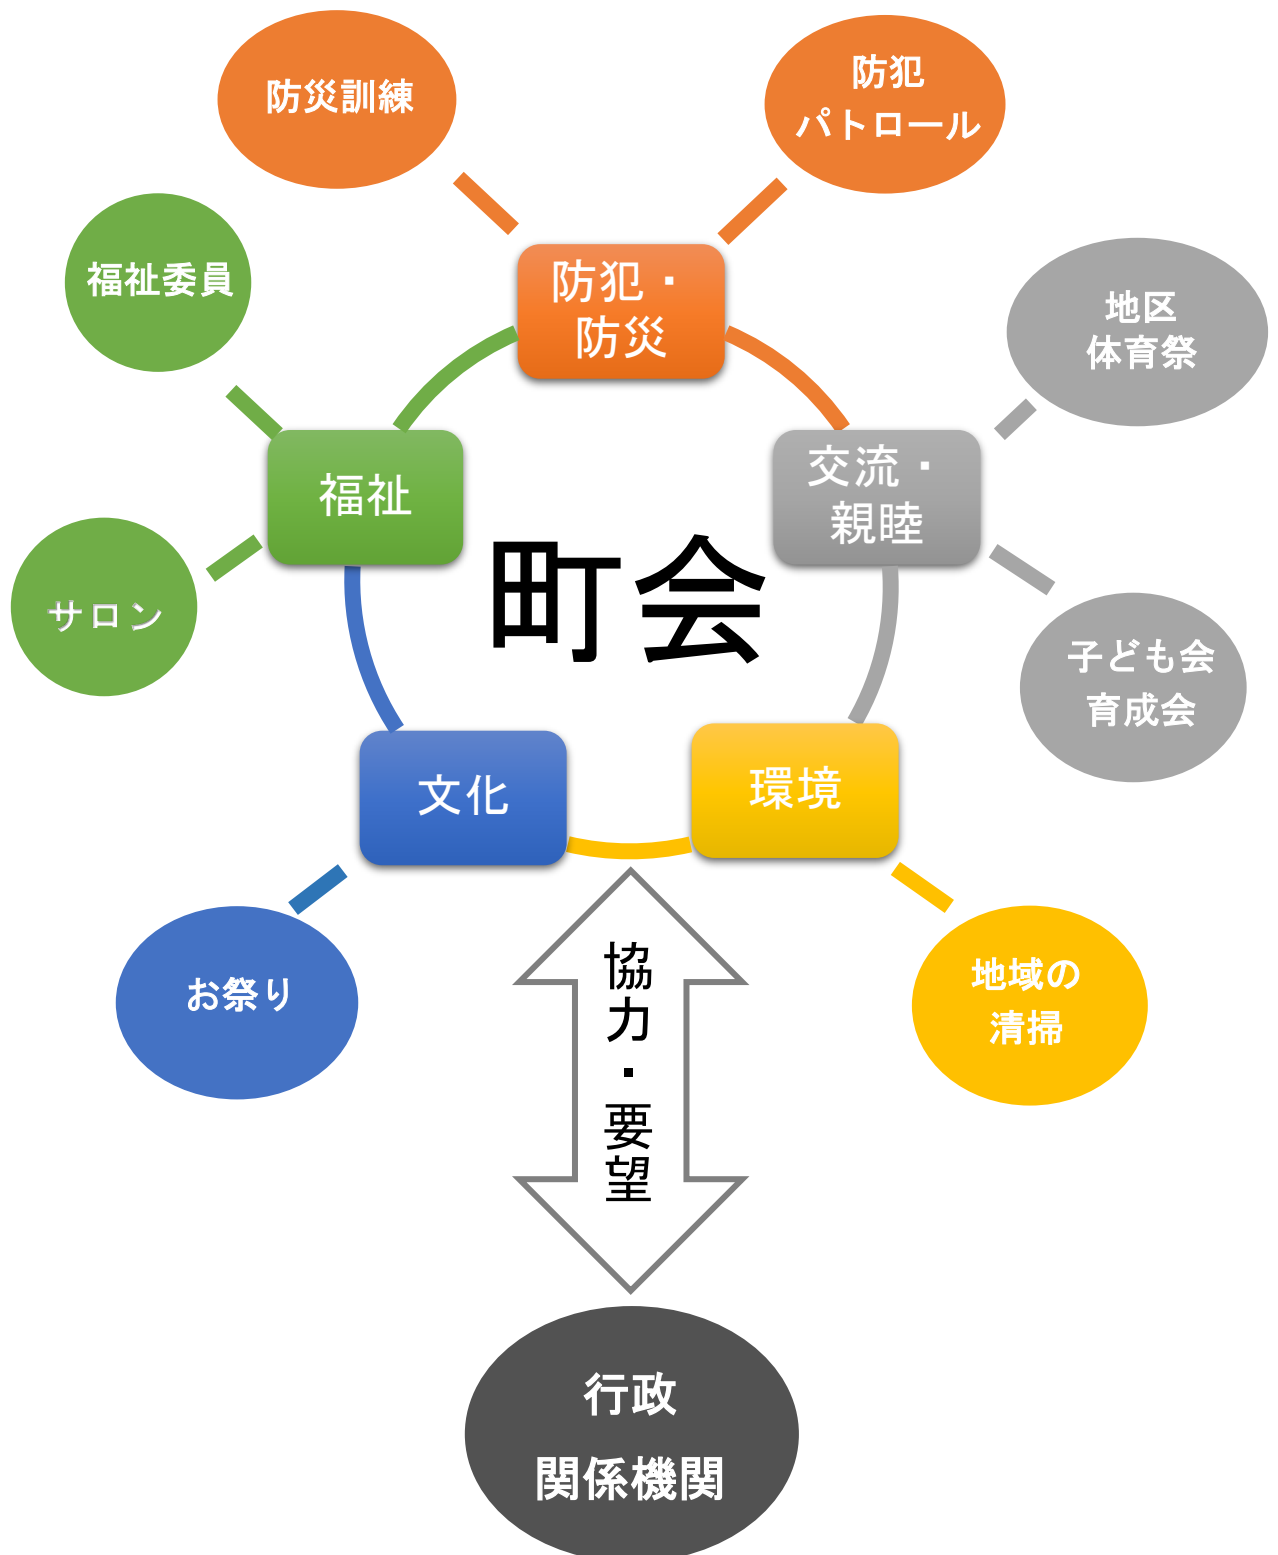 防災訓練
防犯
パトロール
福祉委員
防犯・
防災
地区
体育祭
福祉
交流・
親睦
町会
サロン
子ども会
育成会
文化
環境
お祭り
協力・要望
地域の
清掃
行政
関係機関